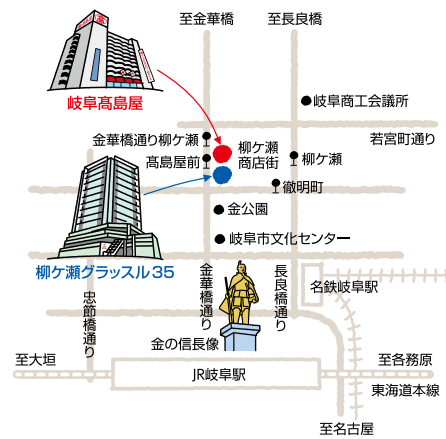 至金華橋
至長良橋
岐阜髙島屋
岐阜商工会議所
若宮町通り
金華橋通り柳ケ瀬
柳ケ瀬
商店街
髙島屋前
柳ケ瀬
徹明町
金公園
岐阜市文化センター
柳ケ瀬グラッスル35
忠節橋通り
金華橋通り
長良橋通り
名鉄岐阜駅
金の信長像
至大垣
JR岐阜駅
至各務原
東海道本線
至名古屋